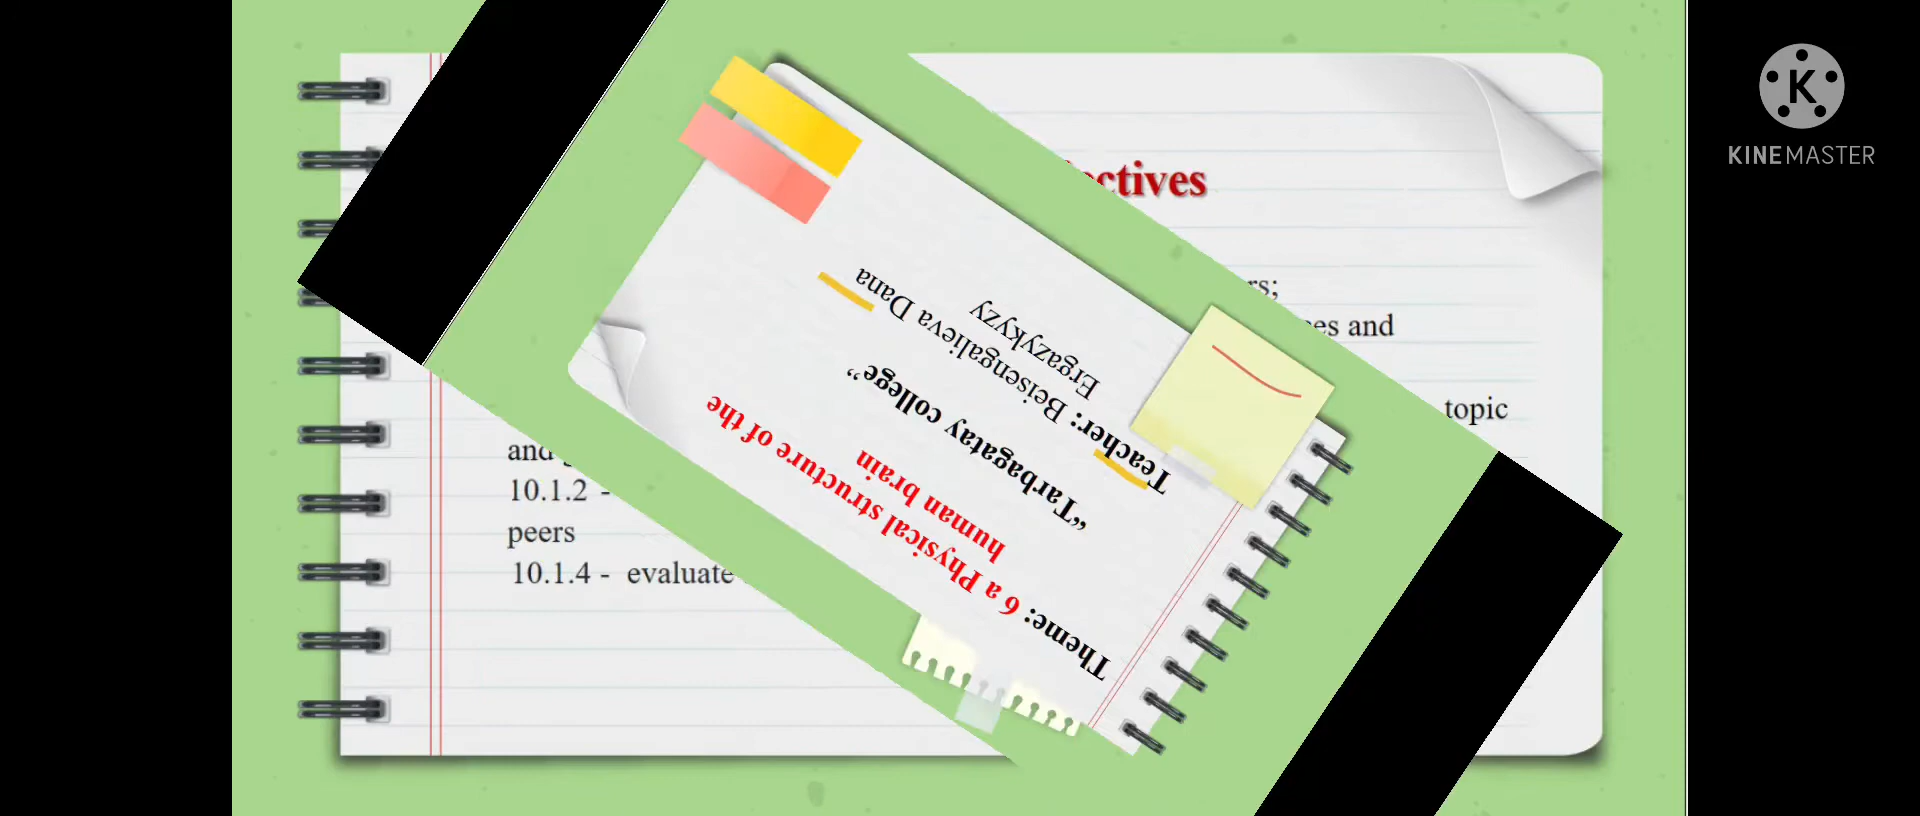 ectives
rs;
es and
topic
and
10.1.2 -
peers
10.1.4 - evaluate
Theme: 6 a Physical structure of the
human brain
“Tarbagatay college”
Teacher: Beisengalieva Dana
Ergazykyzy
K
KINEMASTER